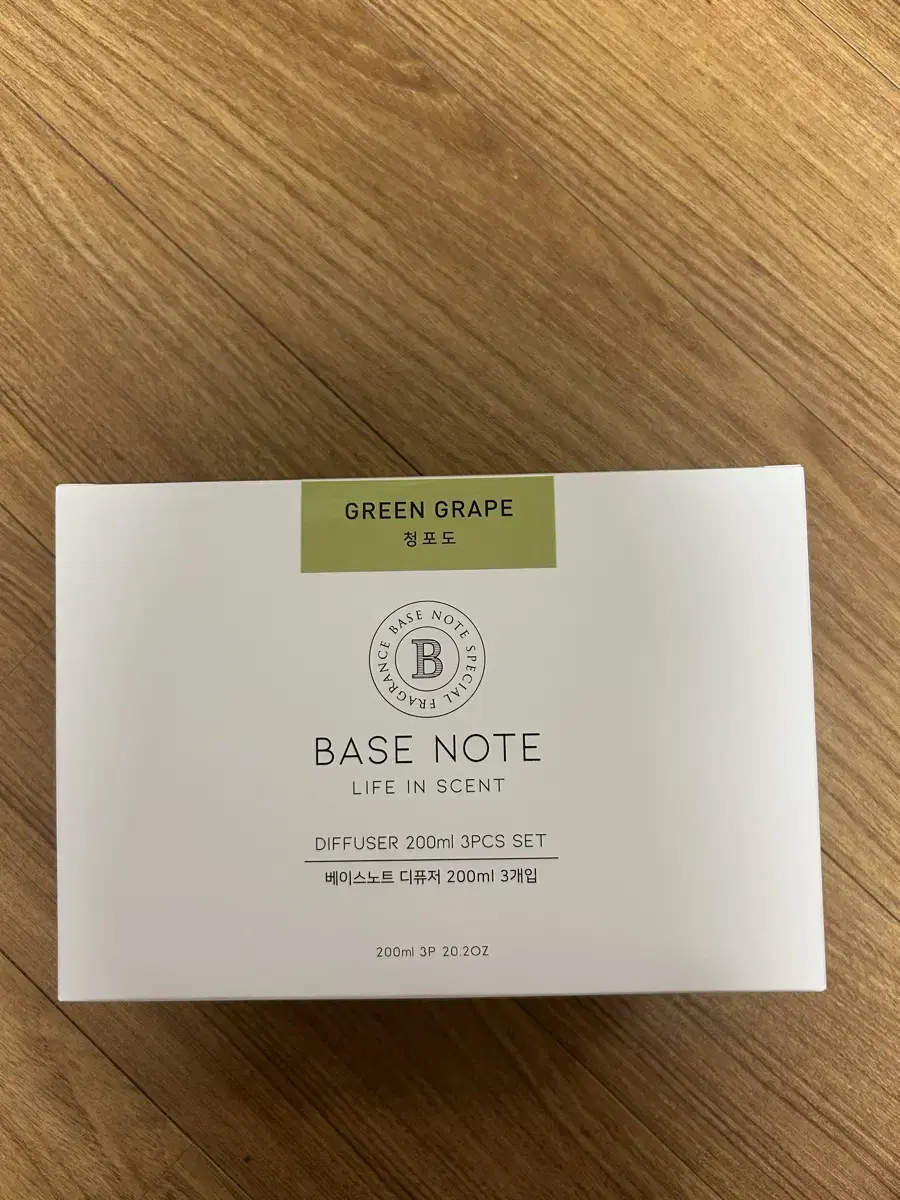 GREEN GRAPE
청포도
BASE NOTE SPECIAL FRAGRANCE
B
BASE NOTE
LIFE IN SCENT
DIFFUSER 200ml 3PCS SET
베이스노트 디퓨저 200ml 3개입
200ml 3P 20.2OZ